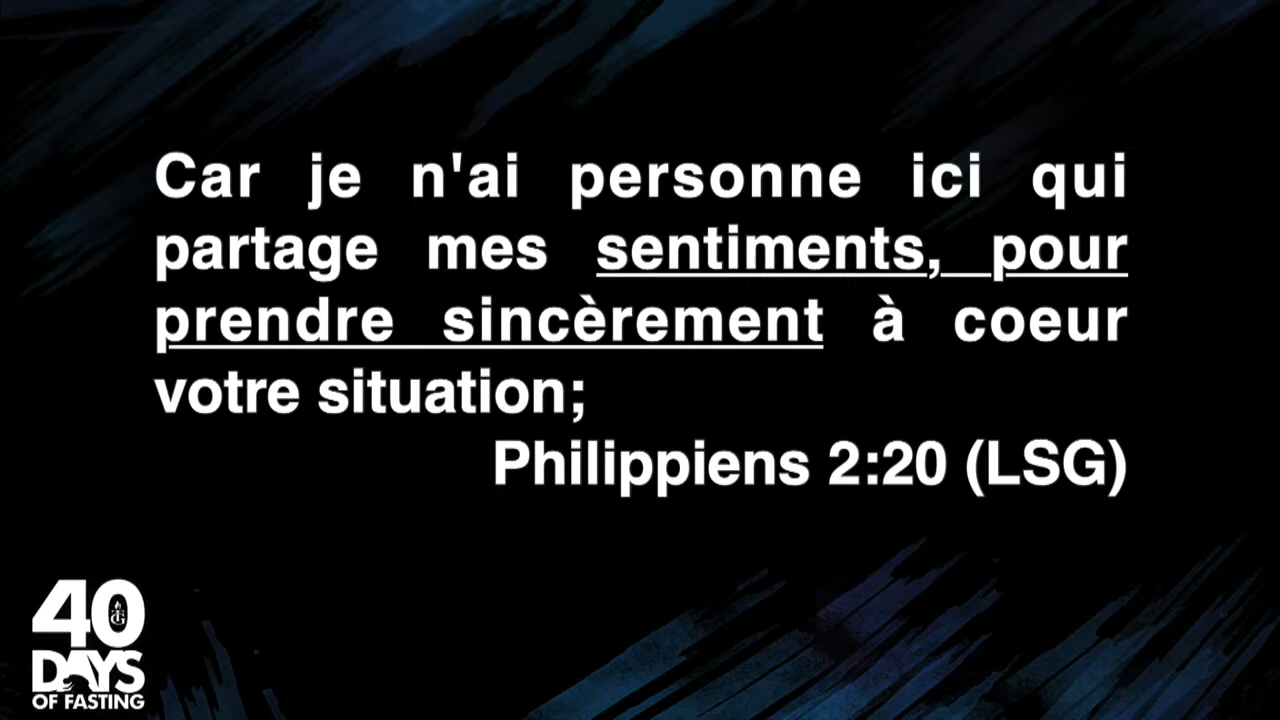 Car je n'ai personne ici qui
partage mes sentiments, pour
prendre sincèrement à coeur
votre situation;
Philippiens 2:20 (LSG)
40
DAYS
OF FASTING